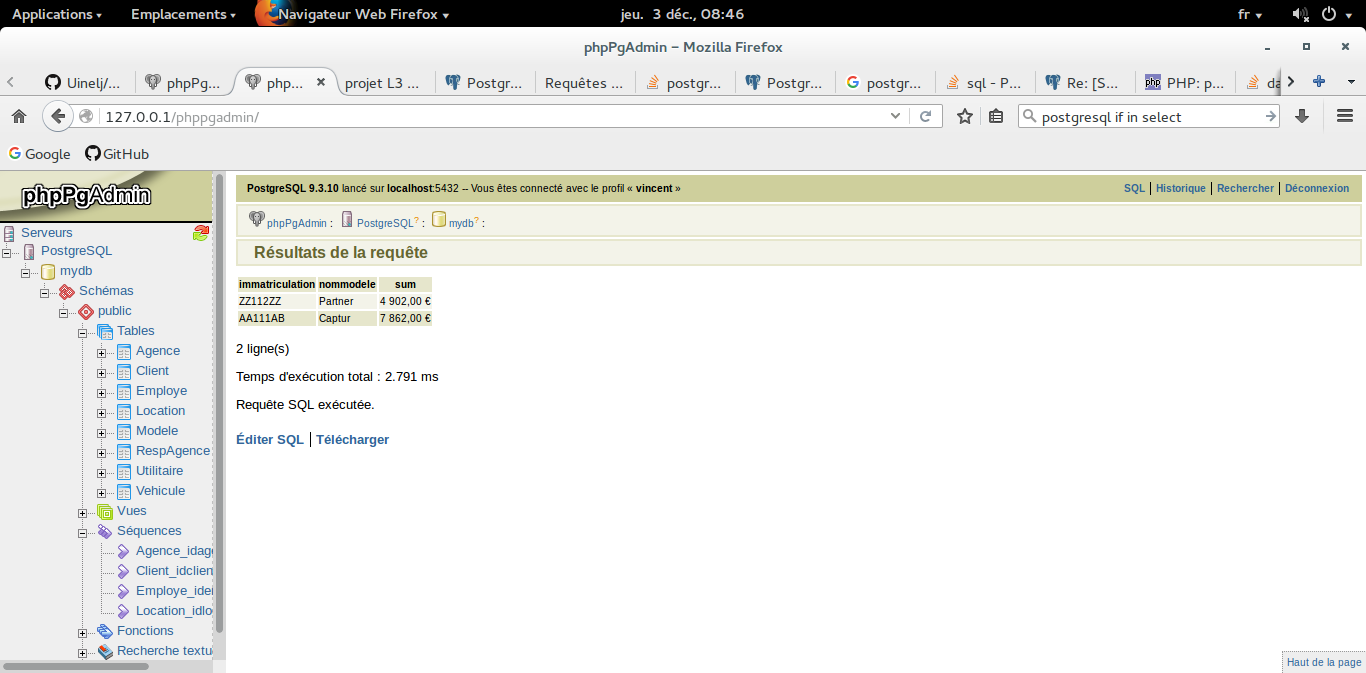 Applications Emplacements Navigateur Web Firefox jeu. 3 déc., 08:46 fr
phpPgAdmin – Mozilla Firefox
Uinelj/... phpPg... php... projet L3 ... Postgr... Requêtes ... postgr... Postgr... postgr... sql - P... Re: [S... PHP: p... da
127.0.0.1/phppgadmin/ postgresql if in select
Google GitHub
phpPgAdmin
Serveurs
PostgreSQL
mydb
Schémas
public
Tables
Agence
Client
Employe
Location
Modele
RespAgence
Utilitaire
Vehicule
Vues
Séquences
Agence_idag
Client_idclien
Employe_ide
Location_idlo
Fonctions
Recherche textu
PostgreSQL 9.3.10 lancé sur localhost:5432 -- Vous êtes connecté avec le profil « vincent » SQL | Historique | Rechercher | Déconnexion
phpPgAdmin : PostgreSQL? : mydb? :
Résultats de la requête
immatriculation nommodele sum
ZZ112ZZ Partner 4 902,00 €
AA111AB Captur 7 862,00 €
2 ligne(s)
Temps d'exécution total : 2.791 ms
Requête SQL exécutée.
Éditer SQL | Télécharger
Haut de la page